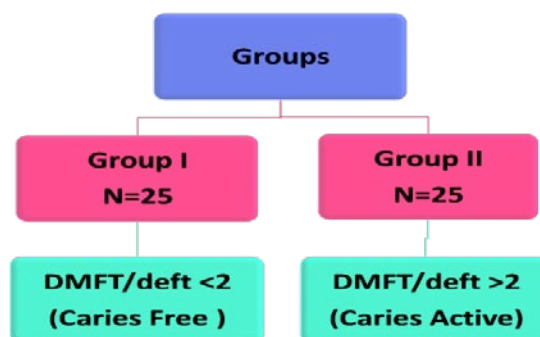 Groups
Group I
N=25
Group II
N=25
DMFT/deft <2
(Caries Free )
DMFT/deft >2
(Caries Active)